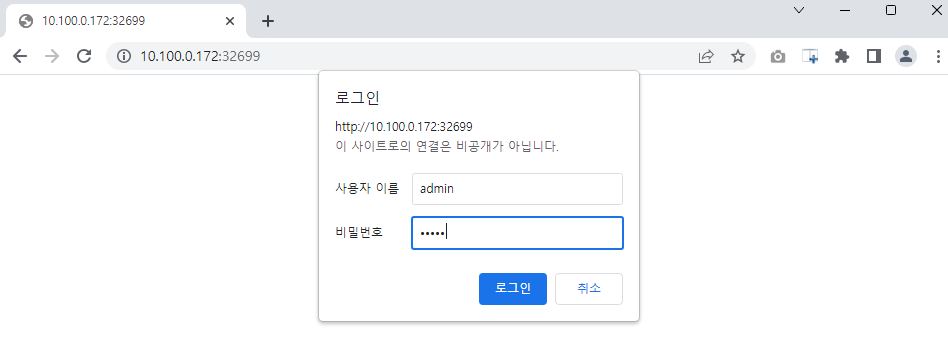 10.100.0.172:32699
10.100.0.172:32699
로그인
http://10.100.0.172:32699
이 사이트로의 연결은 비공개가 아닙니다.
사용자 이름 admin
비밀번호 •••••
로그인 취소